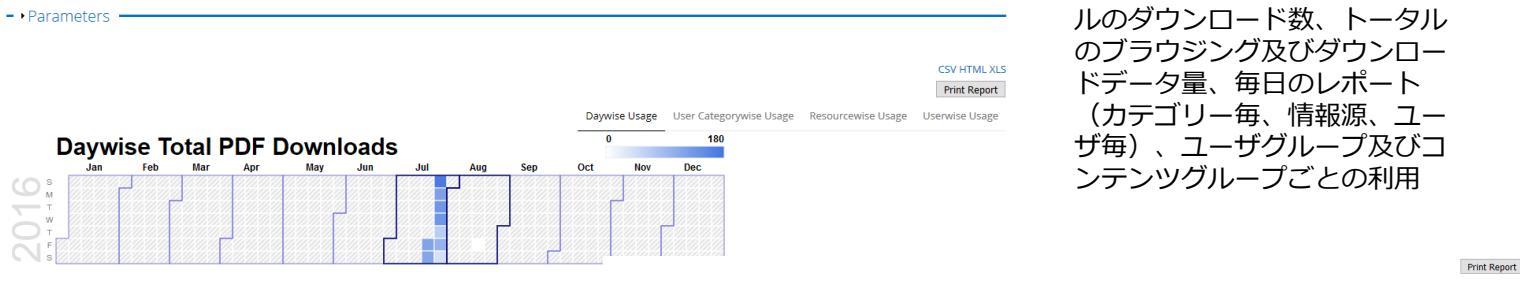 Parameters
CSV HTML XLS
Print Report
Daywise Usage User Categorywise Usage Resourcewise Usage Userwise Usage
Daywise Total PDF Downloads
0 180
Jan Feb Mar Apr May Jun Jul Aug Sep Oct Nov Dec
2016
S
M
T
W
T
F
S
ルのダウンロード数、トータル
のブラウジング及びダウンロー
ドデータ量、毎日のレポート
（カテゴリー毎、情報源、ユー
ザ毎）、ユーザグループ及びコ
ンテンツグループごとの利用
Print Report